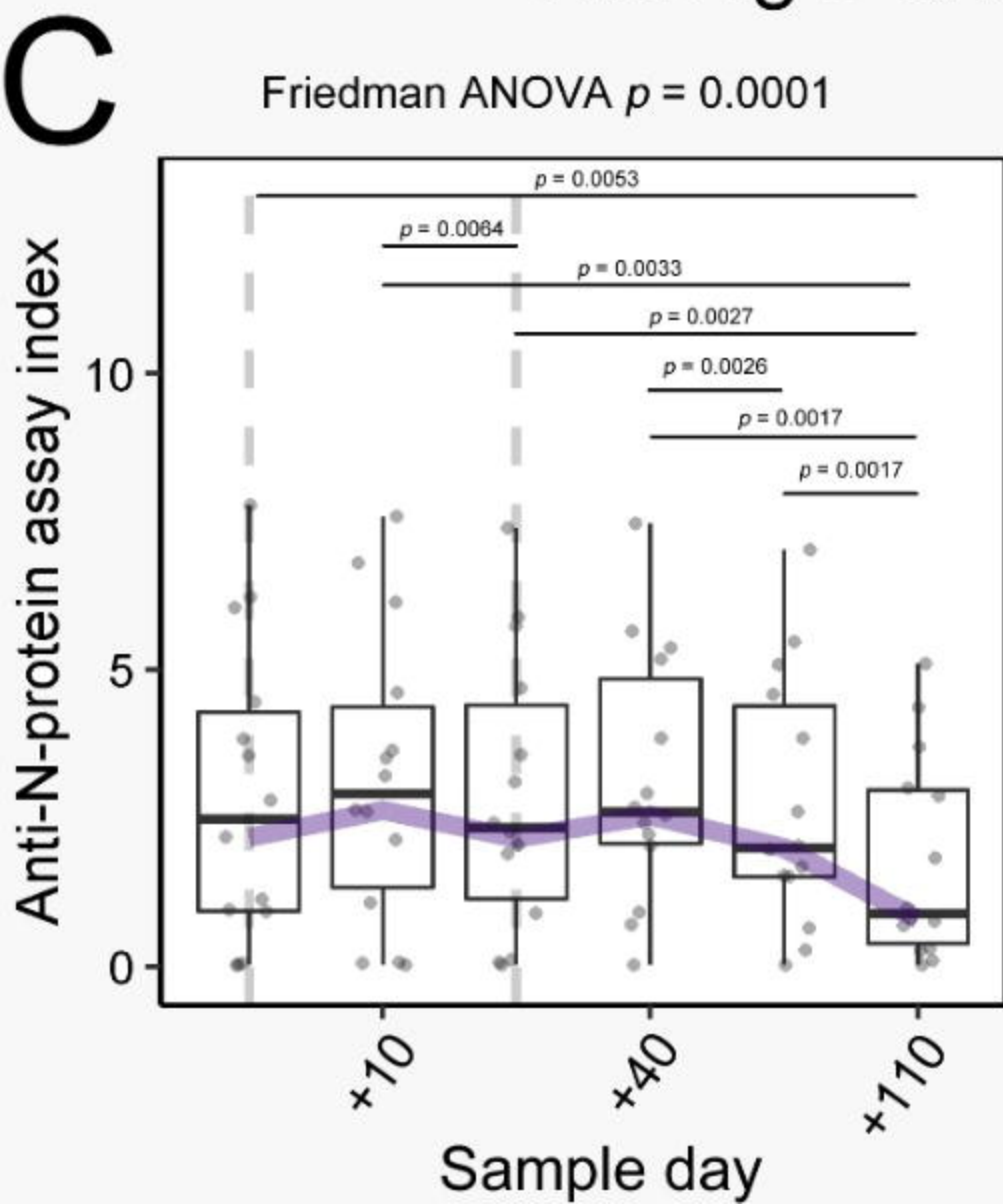 C
Friedman ANOVA p = 0.0001
p = 0.0053
p = 0.0064
p = 0.0033
p = 0.0027
p = 0.0026
p = 0.0017
p = 0.0017
Anti-N-protein assay index
10
5
0
+10
+40
+110
Sample day